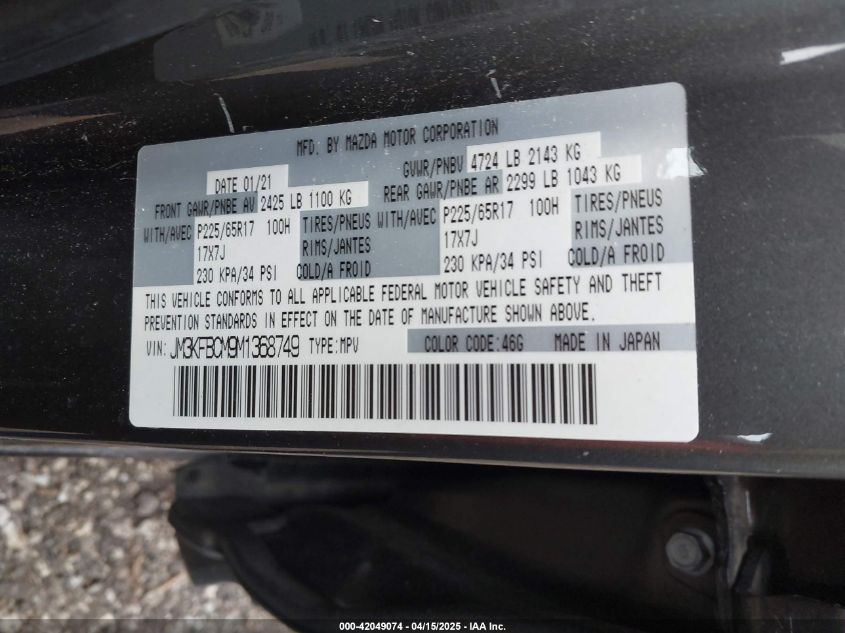 MFD. BY MAZDA MOTOR CORPORATION
DATE 01/21 GVWR/PNBV 4724 LB 2143 KG
FRONT GAWR/PNBE AV 2425 LB 1100 KG REAR GAWR/PNBE AR 2299 LB 1043 KG
WITH/AVEC P225/65R17 100H TIRES/PNEUS WITH/AVEC P225/65R17 100H TIRES/PNEUS
17X7J RIMS/JANTES 17X7J RIMS/JANTES
230 KPA/34 PSI COLD/A FROID 230 KPA/34 PSI COLD/A FROID
THIS VEHICLE CONFORMS TO ALL APPLICABLE FEDERAL MOTOR VEHICLE SAFETY AND THEFT
PREVENTION STANDARDS IN EFFECT ON THE DATE OF MANUFACTURE SHOWN ABOVE.
VIN: JM3KFBCM9M1368749 TYPE:MPV COLOR CODE:46G MADE IN JAPAN
000-42049074 - 04/15/2025 - IAA Inc.